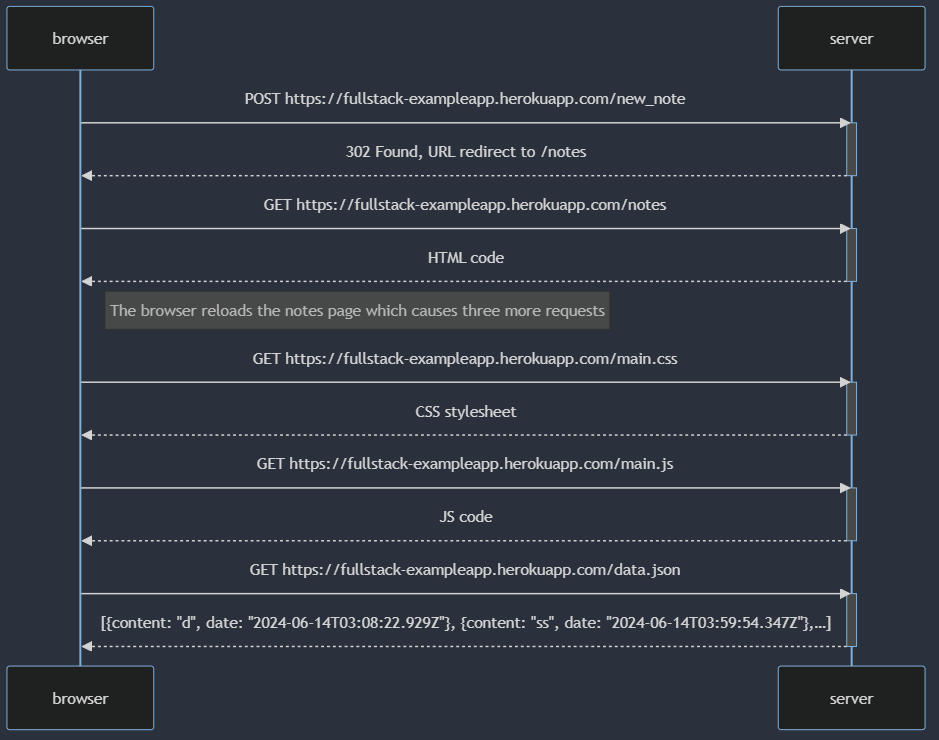 browser
server
POST https://fullstack-exampleapp.herokuapp.com/new_note
302 Found, URL redirect to /notes
GET https://fullstack-exampleapp.herokuapp.com/notes
HTML code
The browser reloads the notes page which causes three more requests
GET https://fullstack-exampleapp.herokuapp.com/main.css
CSS stylesheet
GET https://fullstack-exampleapp.herokuapp.com/main.js
JS code
GET https://fullstack-exampleapp.herokuapp.com/data.json
[{content: "d", date: "2024-06-14T03:08:22.929Z"}, {content: "ss", date: "2024-06-14T03:59:54.347Z"},...]
browser
server